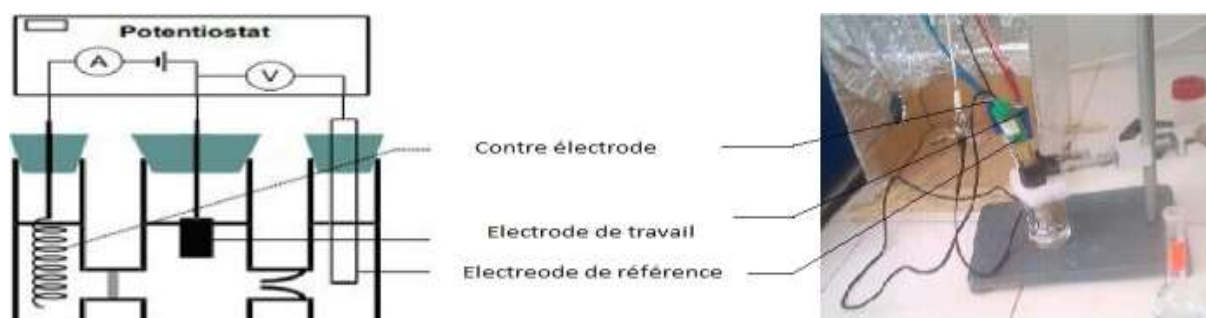 Potentiostat
A
V
Contre électrode
Electrode de travail
Electreode de référence